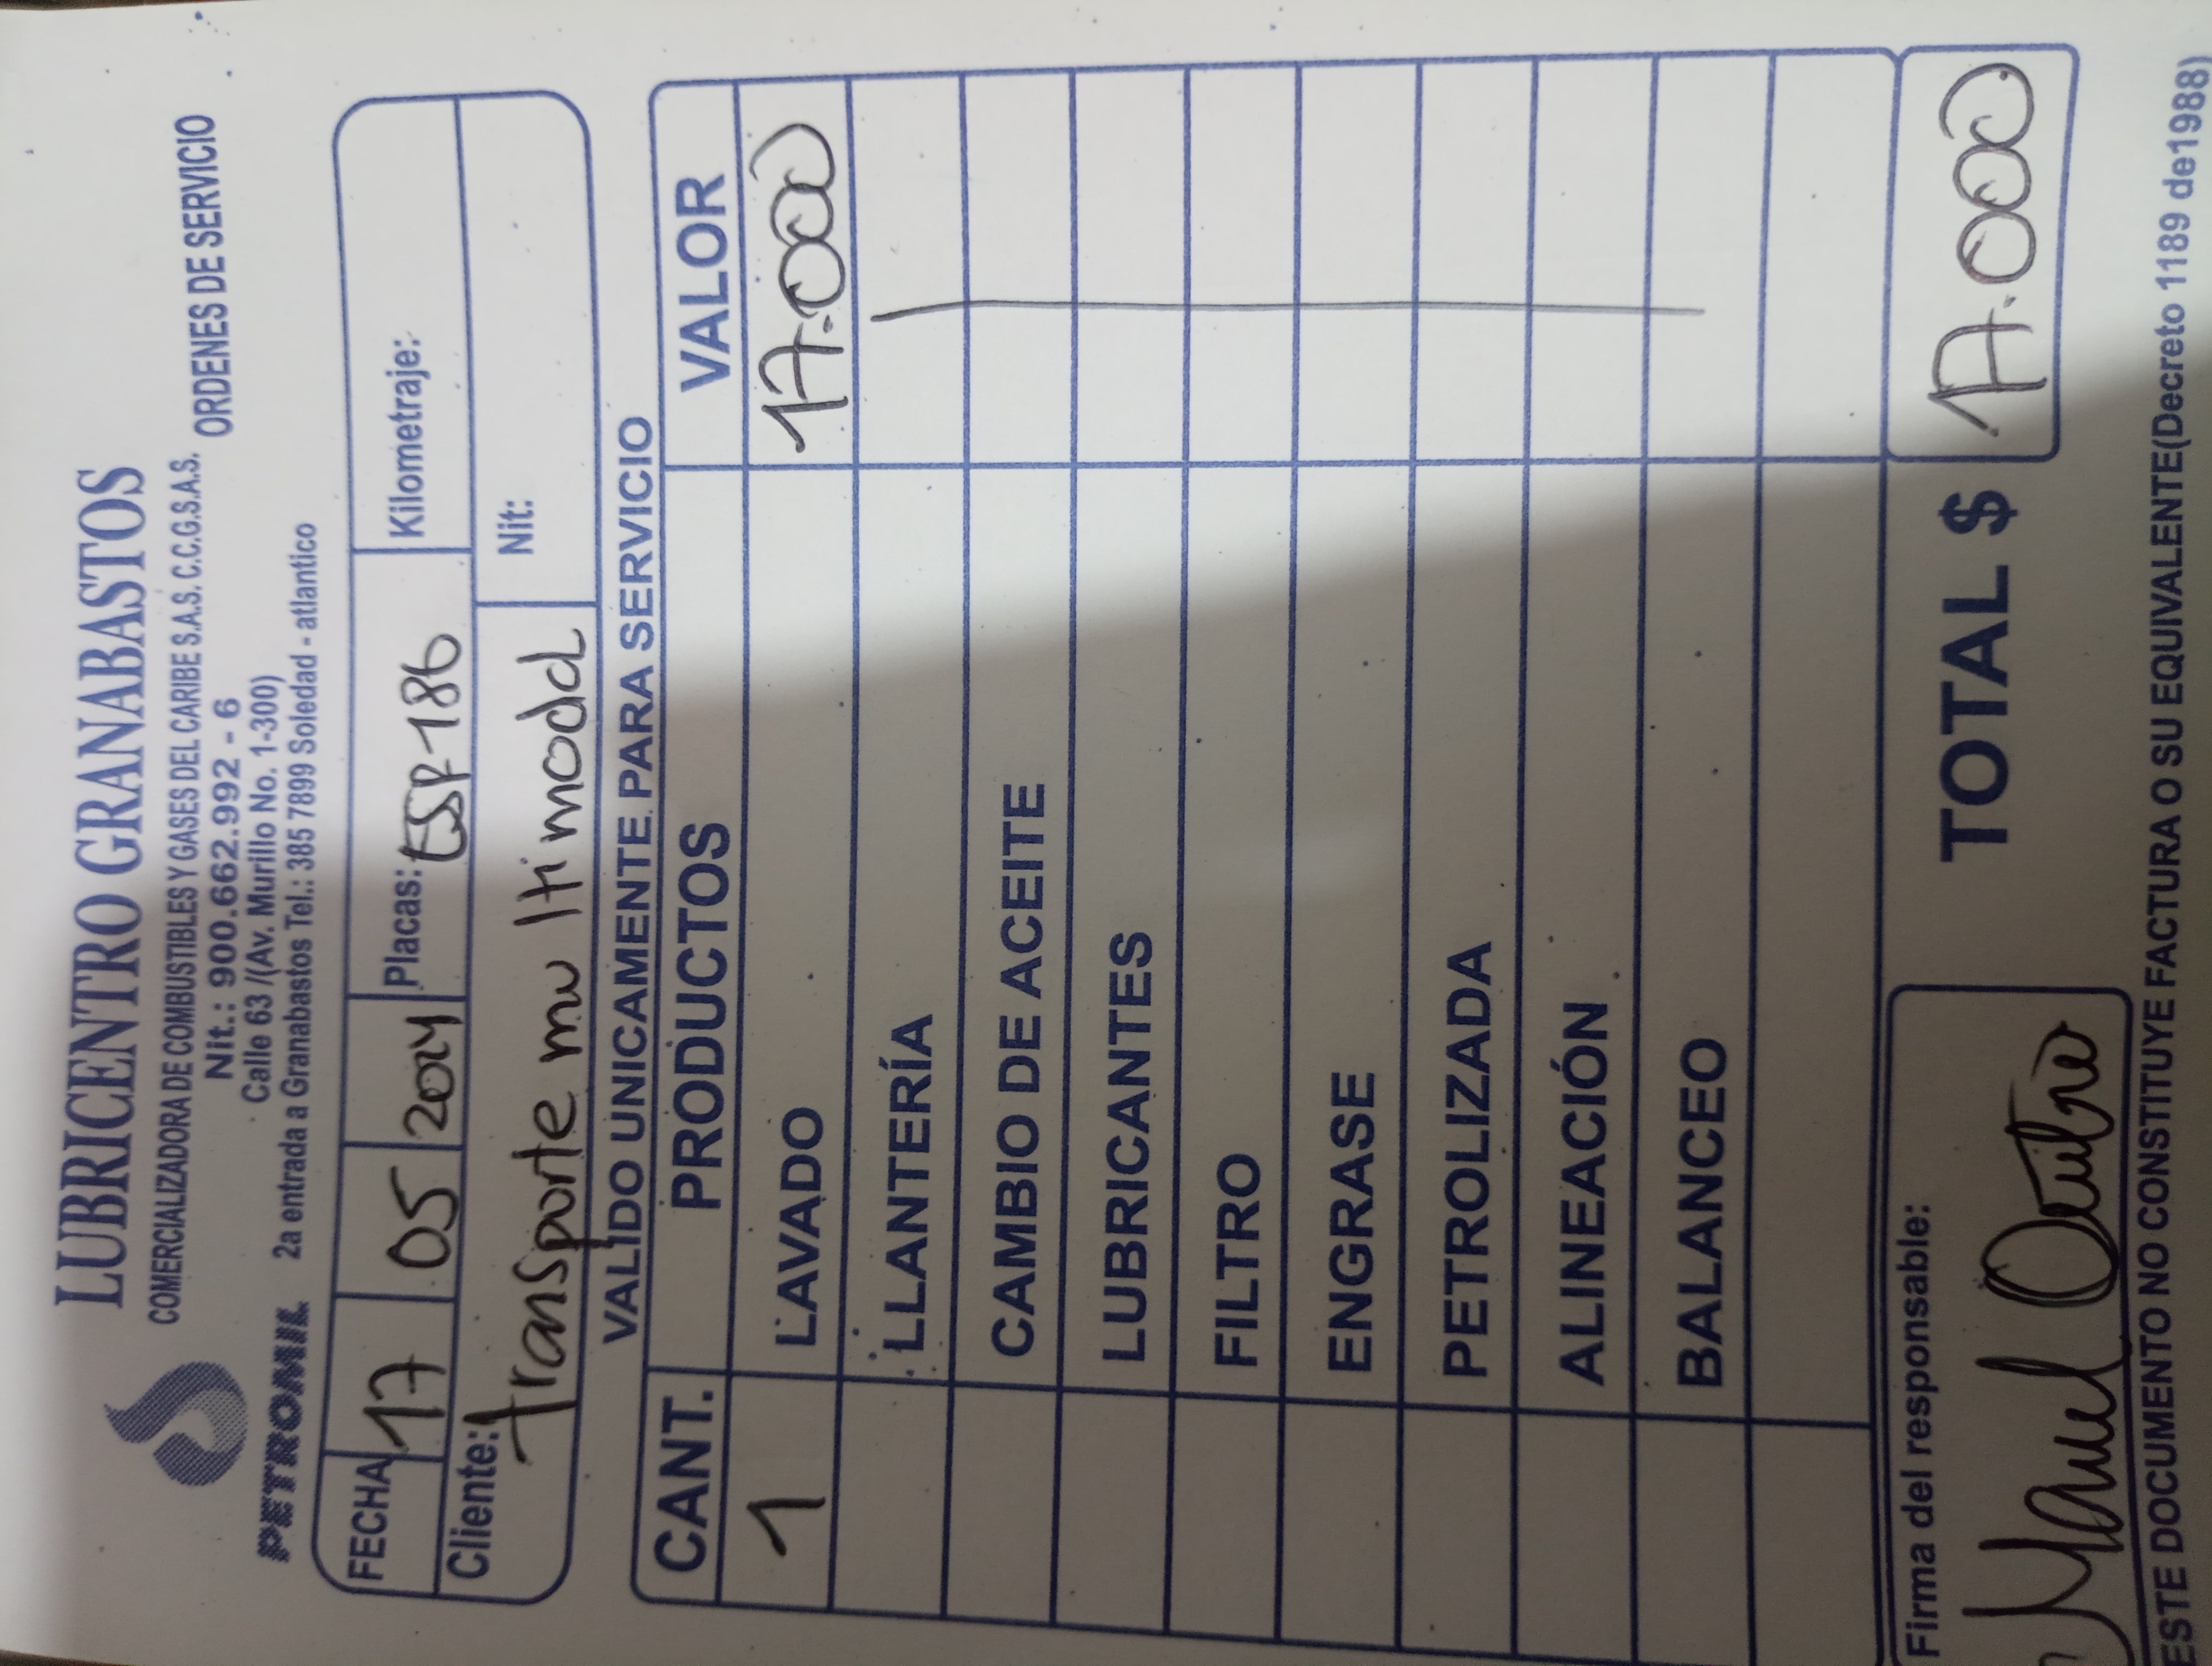 LUBRICENTRO GRANABASTOS
COMERCIALIZADORA DE COMBUSTIBLES Y GASES DEL CARIBE S.A.S. C.C.G.S.A.S.
Nit.: 900.662.992 - 6
ORDENES DE SERVICIO
Calle 63 /(Av. Murillo No. 1-300)
PETROMIL 2a entrada a Granabastos Tel.: 385 7899 Soledad - atlantico
FECHA 17 05 2024 Placas: ESP-186 Kilometraje:
Cliente: transporte multimodal Nit:
VALIDO UNICAMENTE PARA SERVICIO
CANT. PRODUCTOS VALOR
1 LAVADO 17.000
LLANTERÍA
CAMBIO DE ACEITE
LUBRICANTES
FILTRO
ENGRASE
PETROLIZADA
ALINEACIÓN
BALANCEO
Firma del responsable: TOTAL $ 17.000
ESTE DOCUMENTO NO CONSTITUYE FACTURA O SU EQUIVALENTE(Decreto 1189 de1988)